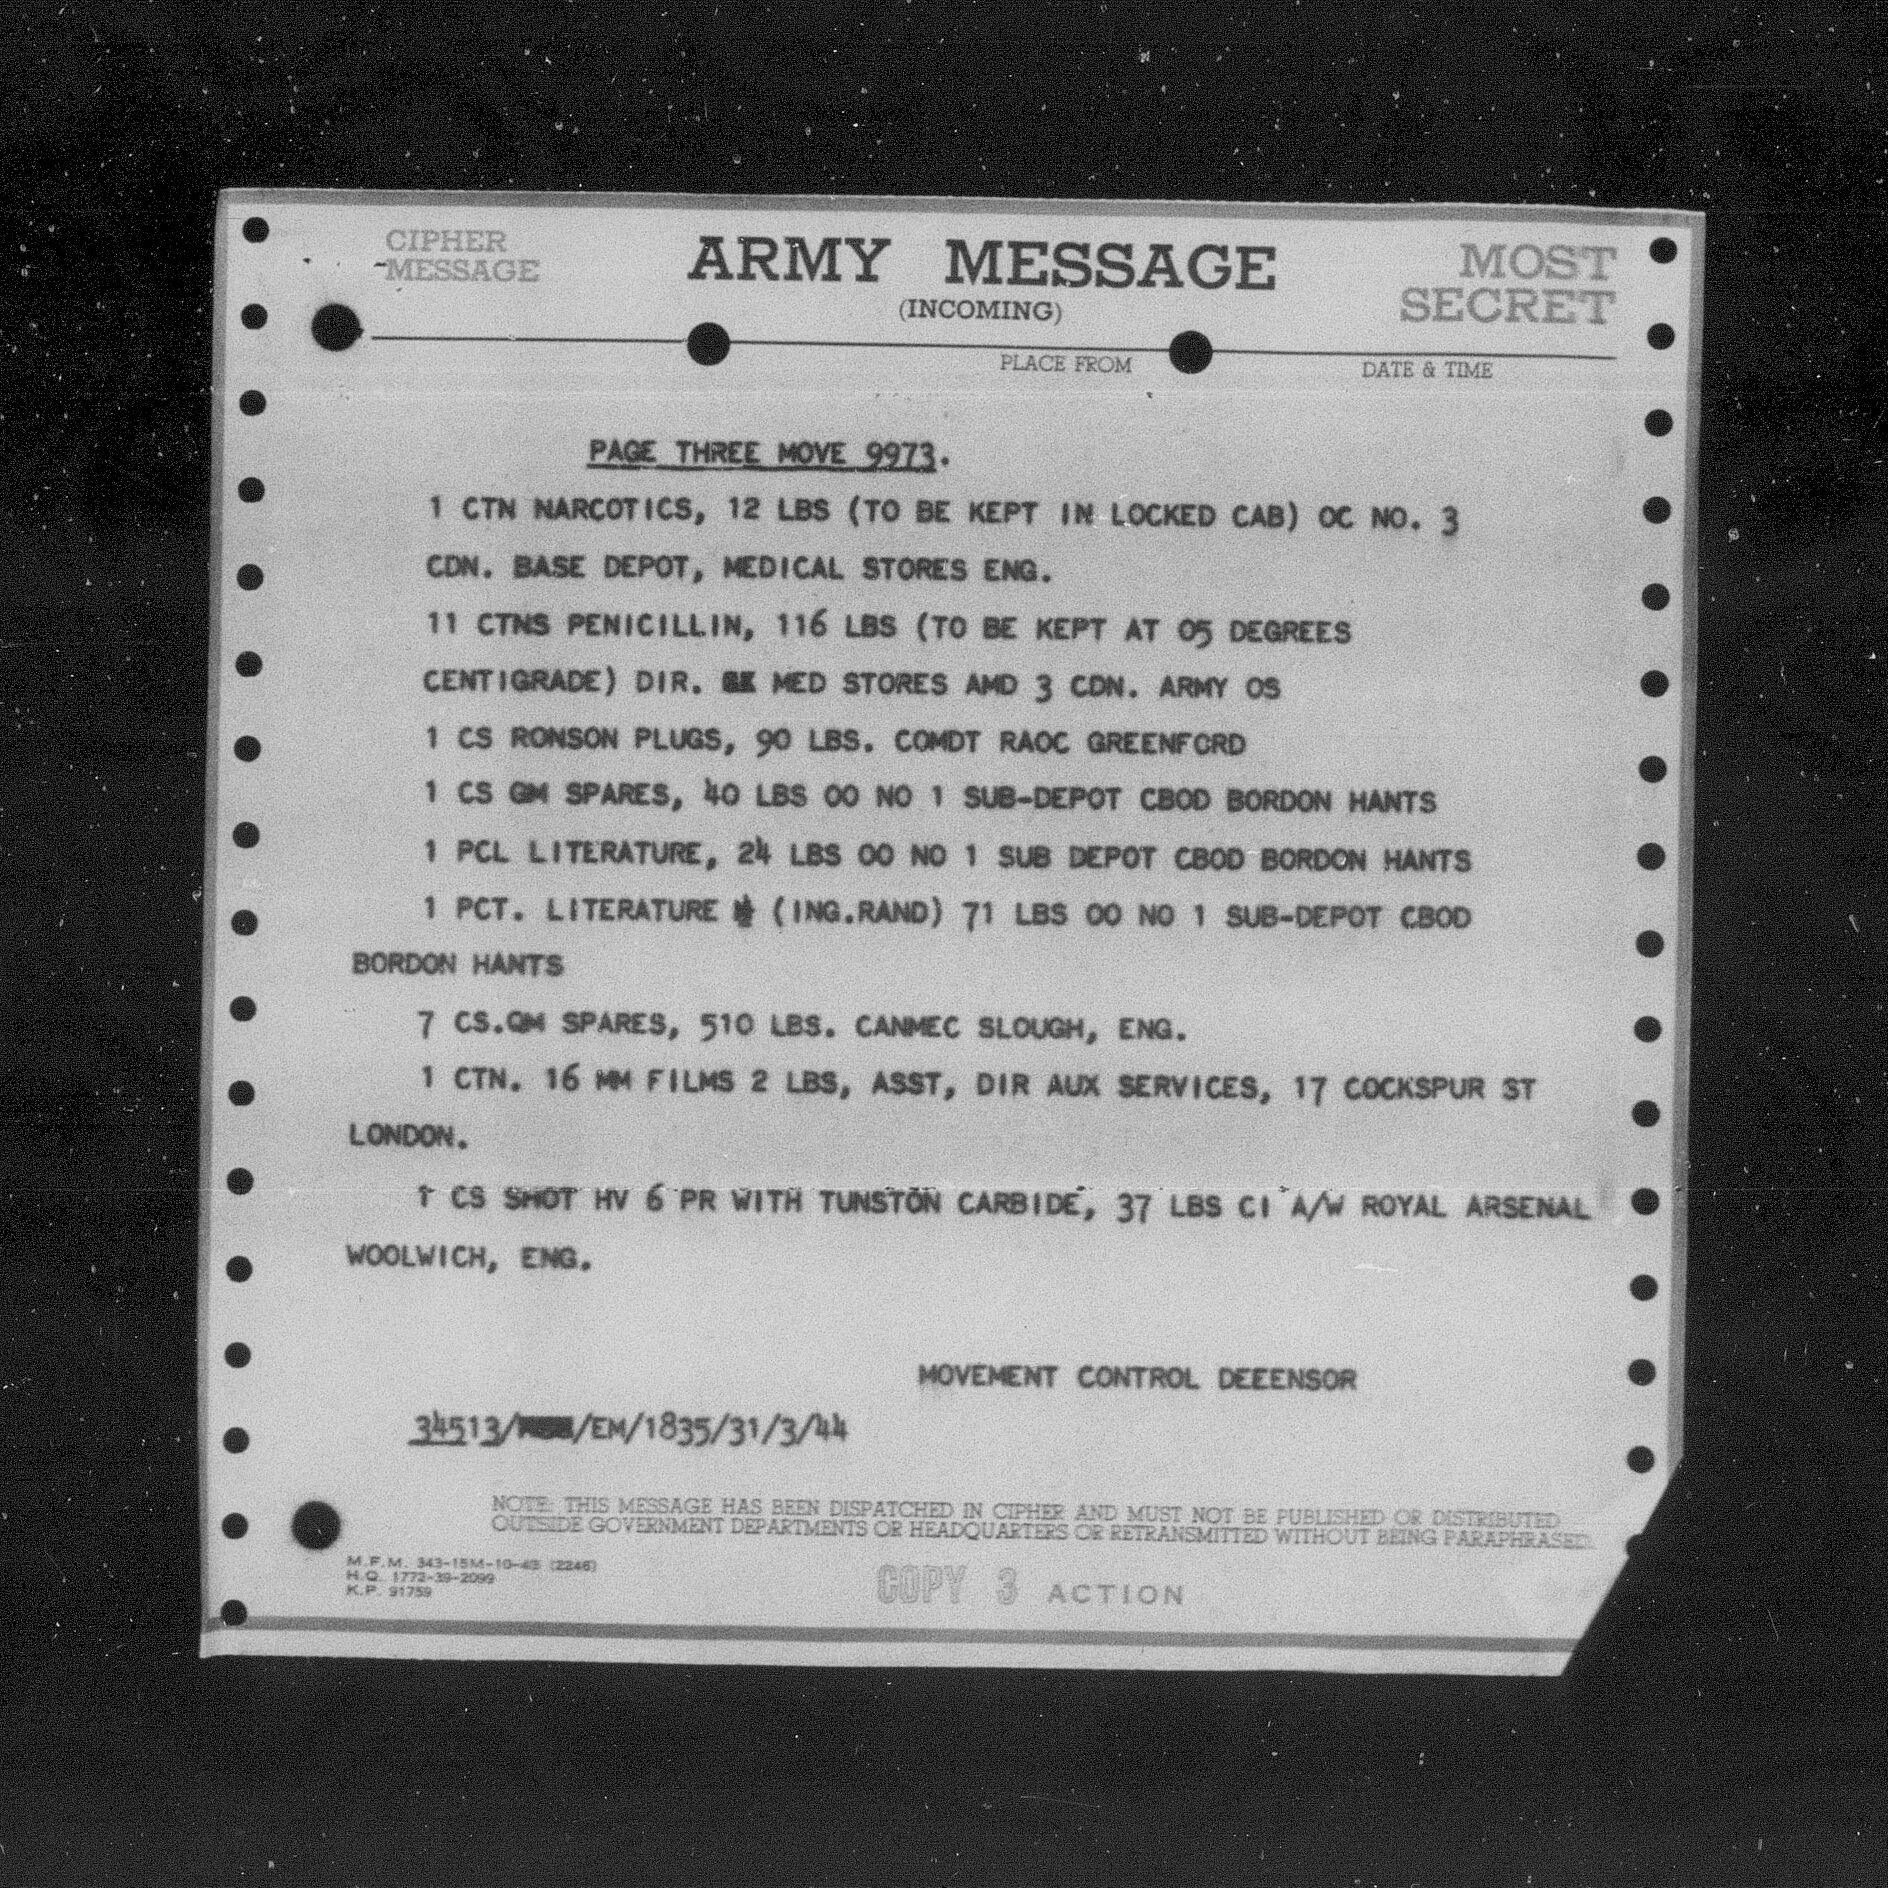 CIPHER
MESSAGE
ARMY MESSAGE
(INCOMING)
MOST
SECRET
PLACE FROM
DATE & TIME
PAGE THREE MOVE 9973.
1 CTN NARCOTICS, 12 LBS (TO BE KEPT IN LOCKED CAB) OC NO. 3
CDN. BASE DEPOT, MEDICAL STORES ENG.
11 CTNS PENICILLIN, 116 LBS (TO BE KEPT AT 05 DEGREES
CENTIGRADE) DIR. MED STORES AMD 3 CDN. ARMY OS
1 CS RONSON PLUGS, 90 LBS. COMDT RAOC GREENFORD
1 CS GM SPARES, 40 LBS OO NO 1 SUB-DEPOT CBOD BORDON HANTS
1 PCL LITERATURE, 24 LBS OO NO 1 SUB DEPOT CBOD BORDON HANTS
1 PCT. LITERATURE (ING.RAND) 71 LBS OO NO 1 SUB-DEPOT CBOD
BORDON HANTS
7 CS.GM SPARES, 510 LBS. CANMEC SLOUGH, ENG.
1 CTN. 16 MM FILMS 2 LBS, ASST, DIR AUX SERVICES, 17 COCKSPUR ST
LONDON.
1 CS SHOT HV 6 PR WITH TUNSTON CARBIDE, 37 LBS CI A/W ROYAL ARSENAL
WOOLWICH, ENG.
MOVEMENT CONTROL DEEENSOR
34513/ /EM/1835/31/3/44
NOTE: THIS MESSAGE HAS BEEN DISPATCHED IN CIPHER AND MUST NOT BE PUBLISHED OR DISTRIBUTED
OUTSIDE GOVERNMENT DEPARTMENTS OR HEADQUARTERS OR RETRANSMITTED WITHOUT BEING PARAPHRASED.
M.F.M. 343-15M-10-43 (2246)
H.Q. 1772-39-2099
K.P. 91759
COPY 3 ACTION